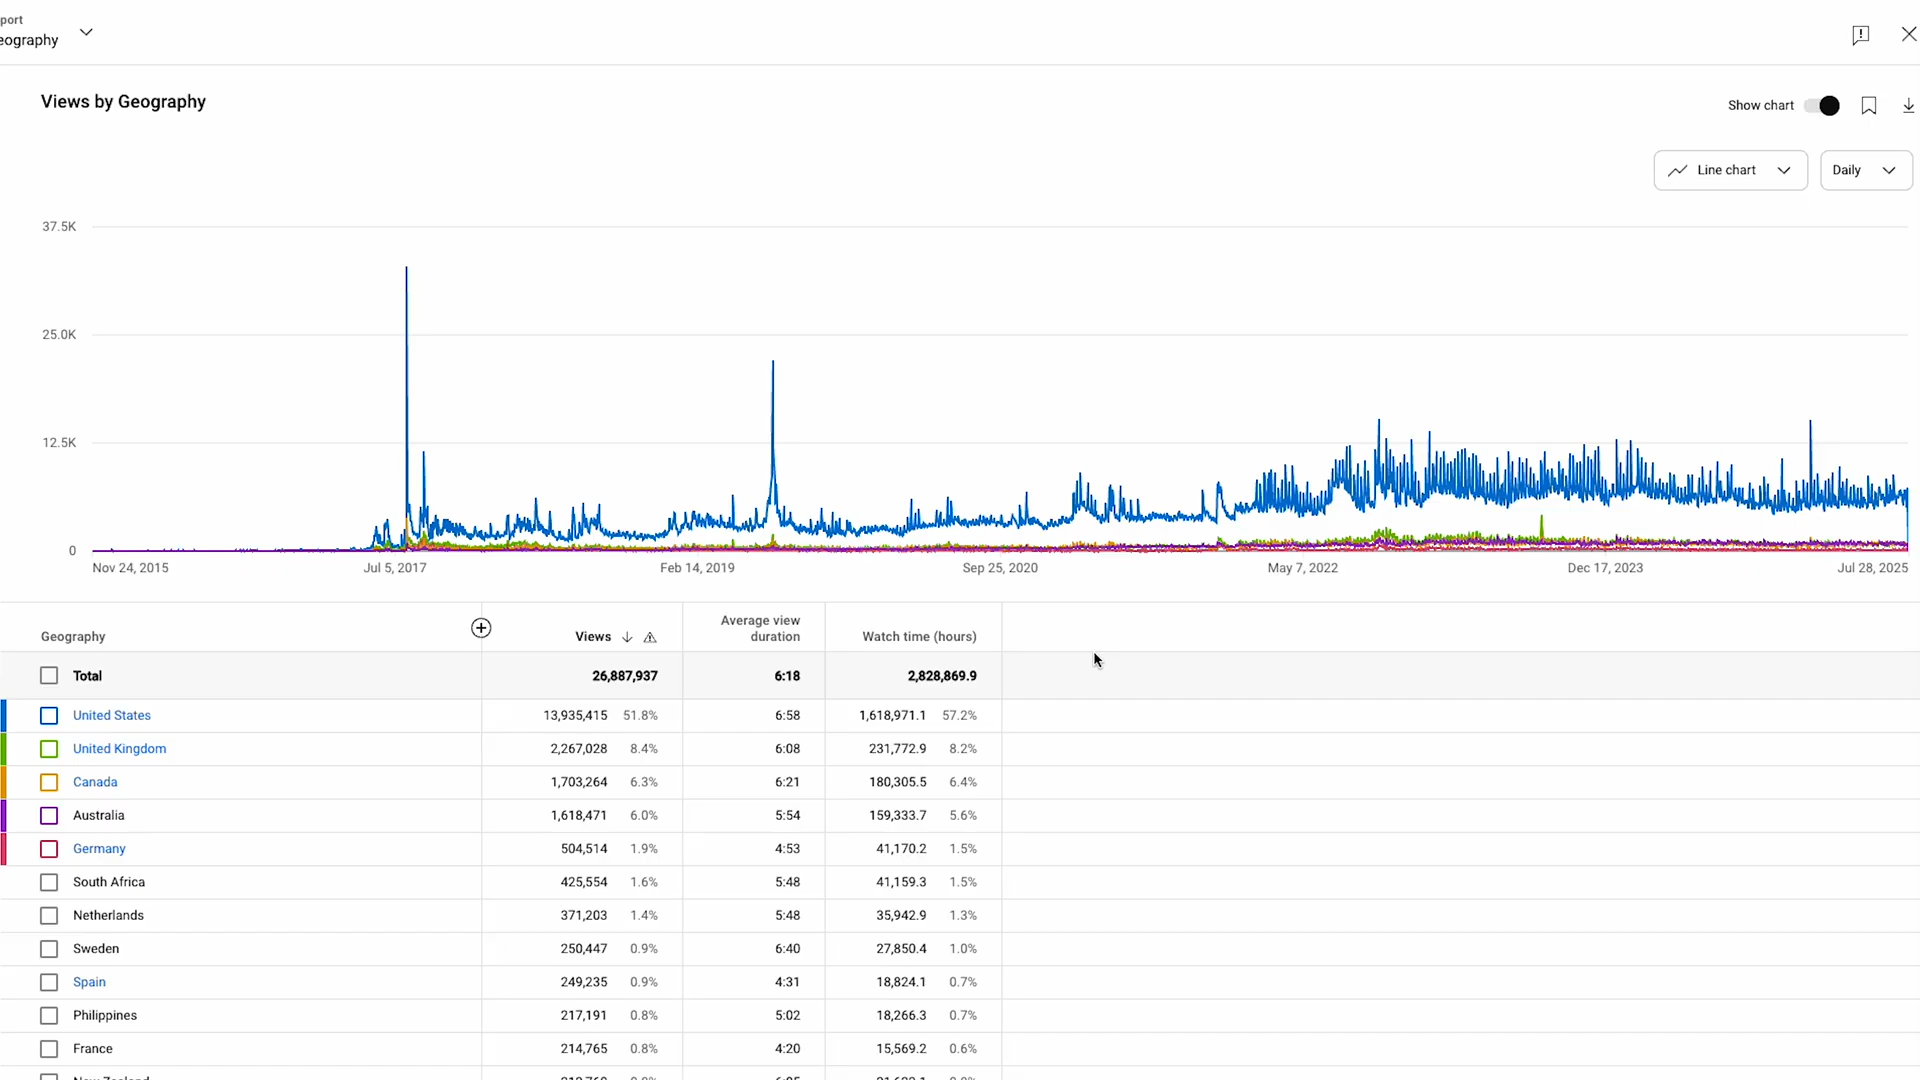 port
eography
Views by Geography
Show chart
Line chart
Daily
37.5K
25.0K
12.5K
0
Nov 24, 2015
Jul 5, 2017
Feb 14, 2019
Sep 25, 2020
May 7, 2022
Dec 17, 2023
Jul 28, 2025
Geography
Views
Average view
duration
Watch time (hours)
Total 26,887,937 6:18 2,828,869.9
United States 13,935,415 51.8% 6:58 1,618,971.1 57.2%
United Kingdom 2,267,028 8.4% 6:08 231,772.9 8.2%
Canada 1,703,264 6.3% 6:21 180,305.5 6.4%
Australia 1,618,471 6.0% 5:54 159,333.7 5.6%
Germany 504,514 1.9% 4:53 41,170.2 1.5%
South Africa 425,554 1.6% 5:48 41,159.3 1.5%
Netherlands 371,203 1.4% 5:48 35,942.9 1.3%
Sweden 250,447 0.9% 6:40 27,850.4 1.0%
Spain 249,235 0.9% 4:31 18,824.1 0.7%
Philippines 217,191 0.8% 5:02 18,266.3 0.7%
France 214,765 0.8% 4:20 15,569.2 0.6%
New Zealand